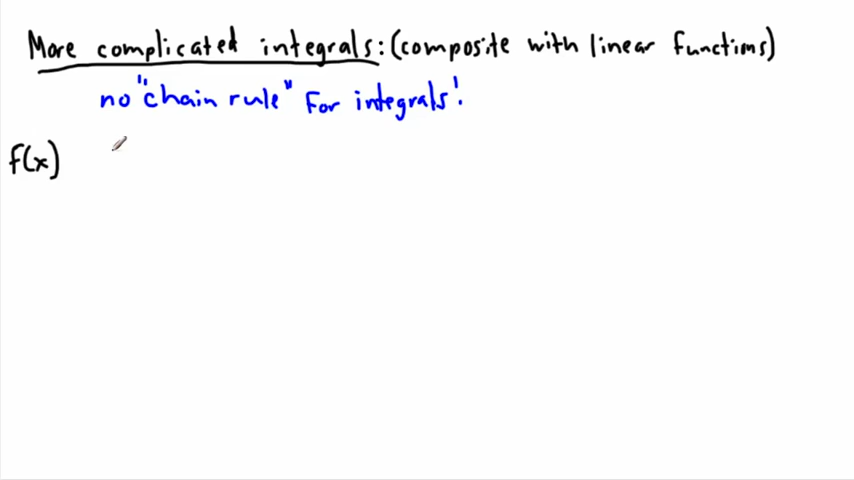 More complicated integrals: (composite with linear functions)
no "chain rule" for integrals!
f(x)